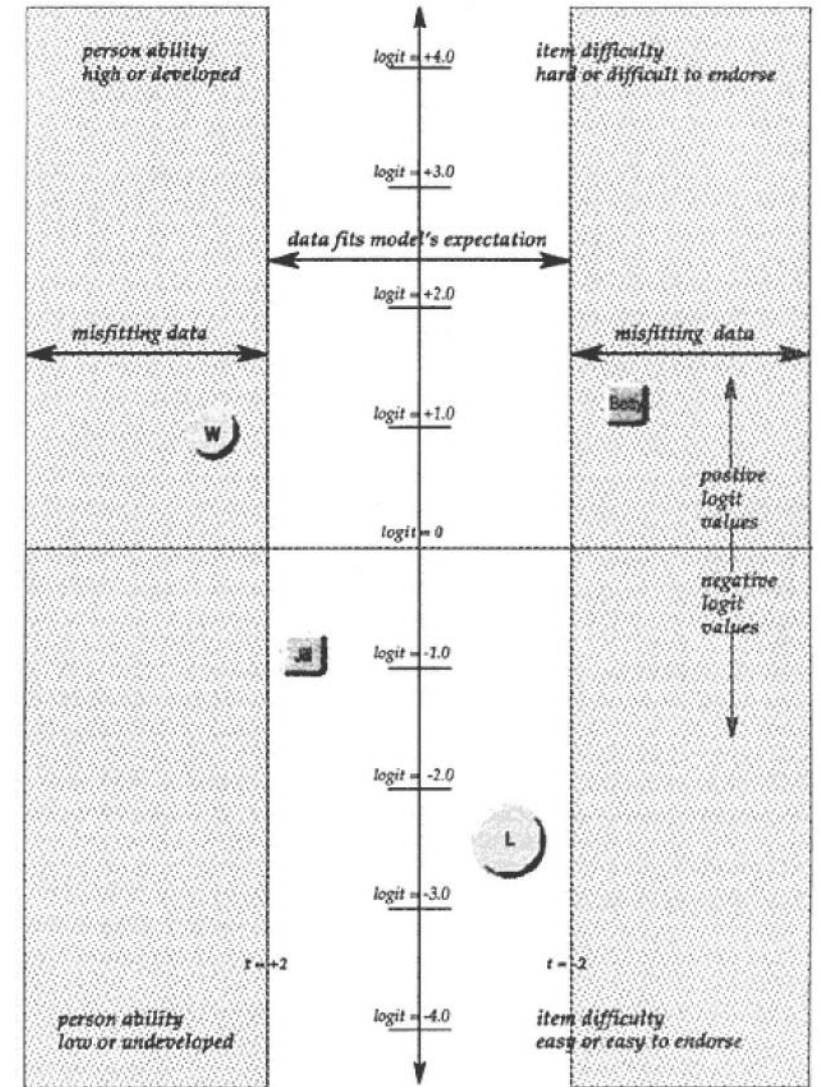 person ability
high or developed
logit = +4.0
item difficulty
hard or difficult to endorse
logit = +3.0
data fits model's expectation
logit = +2.0
misfitting data
misfitting data
Betty
logit = +1.0
W
postive
logit
values
logit = 0
negative
logit
values
Jill
logit = -1.0
logit = -2.0
L
logit = -3.0
t = +2
t = -2
person ability
low or undeveloped
logit = -4.0
item difficulty
easy or easy to endorse